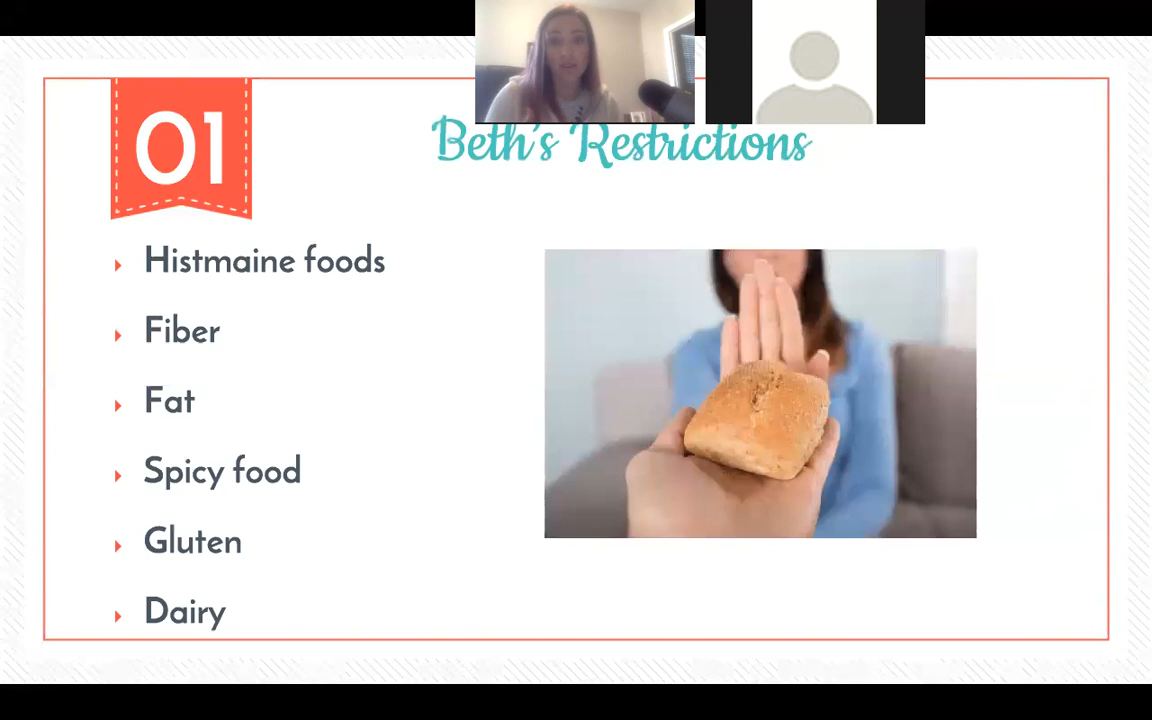 01
Beth's Restrictions
Histmaine foods
Fiber
Fat
Spicy food
Gluten
Dairy